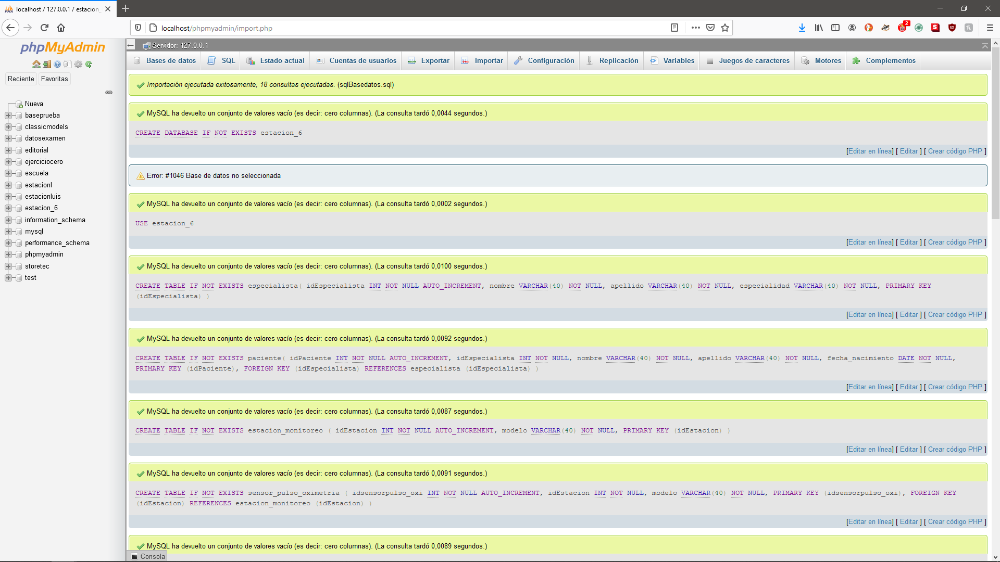 localhost / 127.0.0.1 / estacion_
localhost/phpmyadmin/import.php
2
phpMyAdmin
Reciente
Favoritas
Nueva
baseprueba
classicmodels
datosexamen
editorial
ejerciciocero
escuela
estacionl
estacionluis
estacion_6
information_schema
mysql
performance_schema
phpmyadmin
storetec
test
Servidor: 127.0.0.1
Bases de datos
SQL
Estado actual
Cuentas de usuarios
Exportar
Importar
Configuración
Replicación
Variables
Juegos de caracteres
Motores
Complementos
Importación ejecutada exitosamente, 18 consultas ejecutadas. (sqlBasedatos.sql)
MySQL ha devuelto un conjunto de valores vacío (es decir: cero columnas). (La consulta tardó 0,0044 segundos.)
CREATE DATABASE IF NOT EXISTS estacion_6
[Editar en línea] [ Editar ] [ Crear código PHP ]
Error: #1046 Base de datos no seleccionada
MySQL ha devuelto un conjunto de valores vacío (es decir: cero columnas). (La consulta tardó 0,0002 segundos.)
USE estacion_6
[Editar en línea] [ Editar ] [ Crear código PHP ]
MySQL ha devuelto un conjunto de valores vacío (es decir: cero columnas). (La consulta tardó 0,0100 segundos.)
CREATE TABLE IF NOT EXISTS especialista( idEspecialista INT NOT NULL AUTO_INCREMENT, nombre VARCHAR(40) NOT NULL, apellido VARCHAR(40) NOT NULL, especialidad VARCHAR(40) NOT NULL, PRIMARY KEY
(idEspecialista) )
[Editar en línea] [ Editar ] [ Crear código PHP ]
MySQL ha devuelto un conjunto de valores vacío (es decir: cero columnas). (La consulta tardó 0,0092 segundos.)
CREATE TABLE IF NOT EXISTS paciente( idPaciente INT NOT NULL AUTO_INCREMENT, idEspecialista INT NOT NULL, nombre VARCHAR(40) NOT NULL, apellido VARCHAR(40) NOT NULL, fecha_nacimiento DATE NOT NULL,
PRIMARY KEY (idPaciente), FOREIGN KEY (idEspecialista) REFERENCES especialista (idEspecialista) )
[Editar en línea] [ Editar ] [ Crear código PHP ]
MySQL ha devuelto un conjunto de valores vacío (es decir: cero columnas). (La consulta tardó 0,0087 segundos.)
CREATE TABLE IF NOT EXISTS estacion_monitoreo ( idEstacion INT NOT NULL AUTO_INCREMENT, modelo VARCHAR(40) NOT NULL, PRIMARY KEY (idEstacion) )
[Editar en línea] [ Editar ] [ Crear código PHP ]
MySQL ha devuelto un conjunto de valores vacío (es decir: cero columnas). (La consulta tardó 0,0091 segundos.)
CREATE TABLE IF NOT EXISTS sensor_pulso_oximetria ( idsensorpulso_oxi INT NOT NULL AUTO_INCREMENT, idEstacion INT NOT NULL, modelo VARCHAR(40) NOT NULL, PRIMARY KEY (idsensorpulso_oxi), FOREIGN KEY
(idEstacion) REFERENCES estacion_monitoreo (idEstacion) )
[Editar en línea] [ Editar ] [ Crear código PHP ]
MySQL ha devuelto un conjunto de valores vacío (es decir: cero columnas). (La consulta tardó 0,0089 segundos.)
Consola